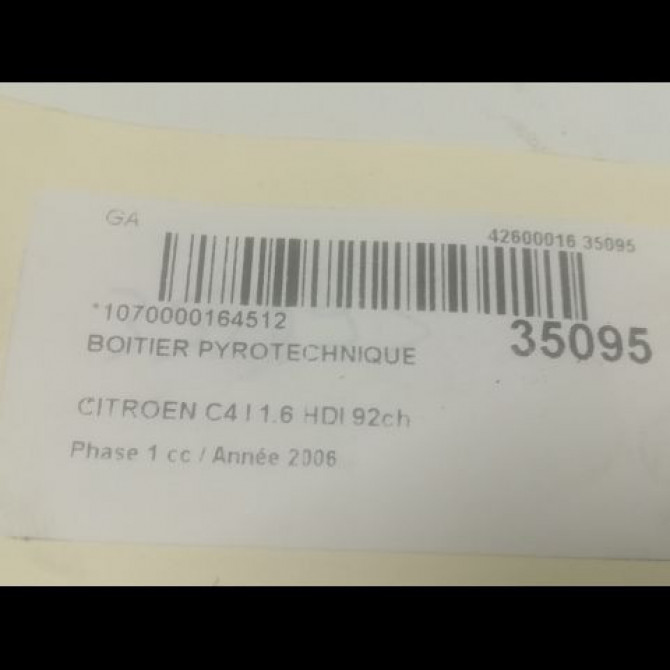 GA
42600016 35095
*1070000164512
35095
BOITIER PYROTECHNIQUE
CITROEN C4 I 1.6 HDI 92ch
Phase 1 cc / Année 2006